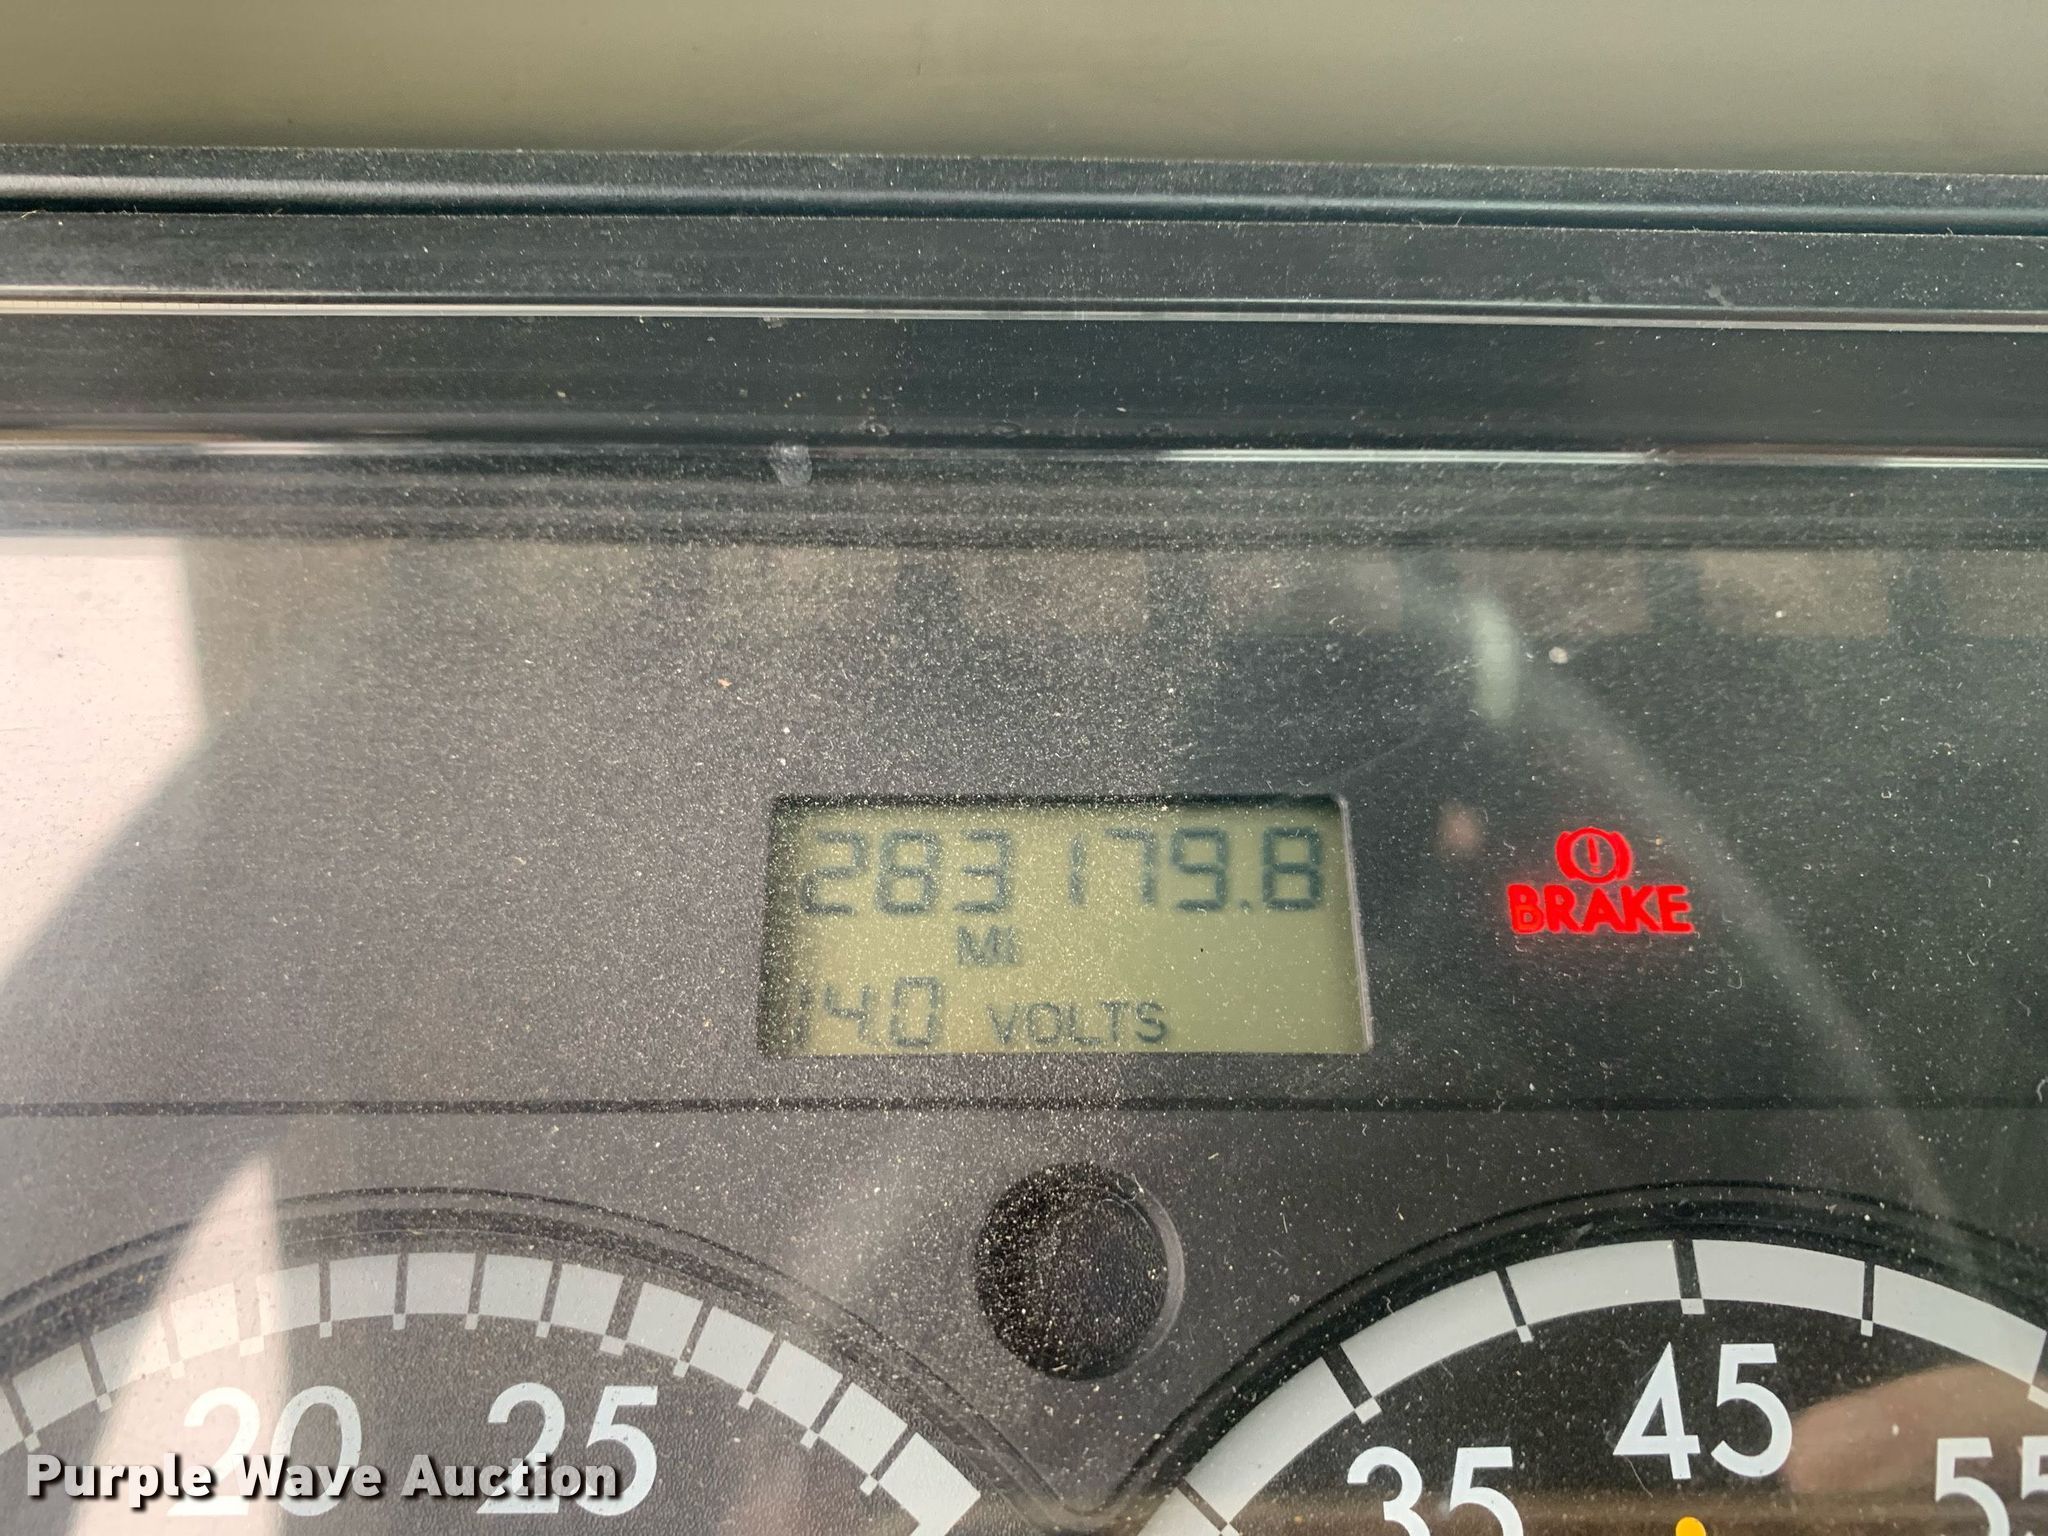 283179.8
MI
14.0 VOLTS
BRAKE
20 25
35 45 55
Purple Wave Auction